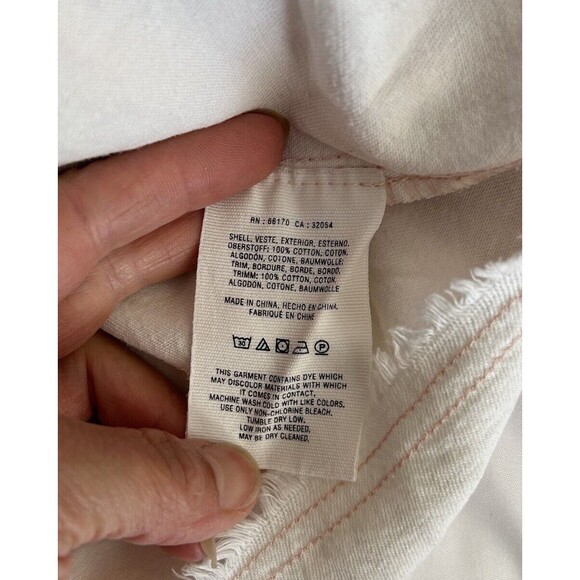 RN : 66170 CA : 32054
SHELL, VESTE, EXTERIOR, ESTERNO,
OBERSTOFF: 100% COTTON, COTON,
ALGODÓN, COTONE, BAUMWOLLE:
TRIM, BORDURE, BORDE, BORDO,
TRIMM: 100% COTTON, COTON,
ALGODÓN, COTONE, BAUMWOLLE
MADE IN CHINA. HECHO EN CHINA.
FABRIQUÉ EN CHINE
30 P
THIS GARMENT CONTAINS DYE WHICH
MAY DISCOLOR MATERIALS WITH WHICH
IT COMES IN CONTACT.
MACHINE WASH COLD WITH LIKE COLORS.
USE ONLY NON-CHLORINE BLEACH.
TUMBLE DRY LOW.
LOW IRON AS NEEDED.
MAY BE DRY CLEANED.